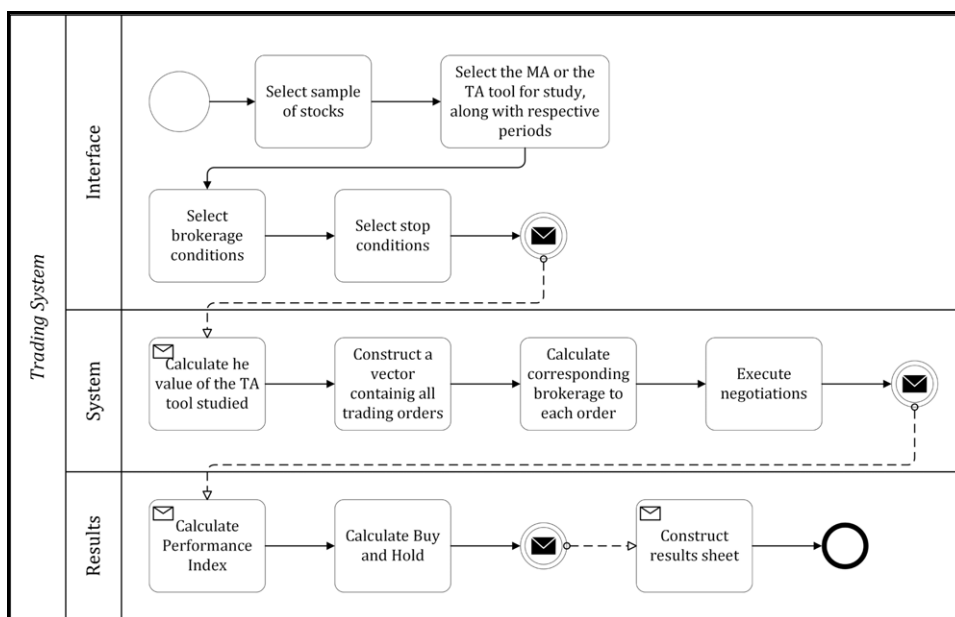 Trading System
Interface
Select sample
of stocks
Select the MA or the
TA tool for study,
along with respective
periods
Select
brokerage
conditions
Select stop
conditions
System
Calculate he
value of the TA
tool studied
Construct a
vector
containig all
trading orders
Calculate
corresponding
brokerage to
each order
Execute
negotiations
Results
Calculate
Performance
Index
Calculate Buy
and Hold
Construct
results sheet